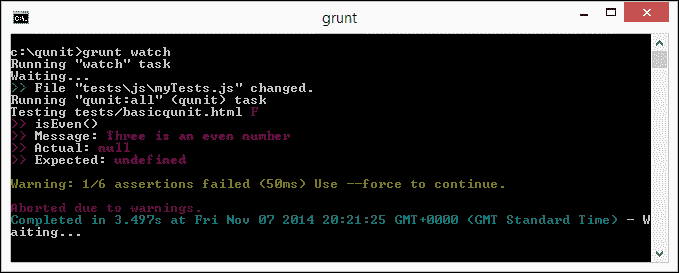 grunt
c:\qunit>grunt watch
Running "watch" task
Waiting...
>> File "tests\js\myTests.js" changed.
Running "qunit:all" (qunit) task
Testing tests/basicqunit.html F
>> isEven()
>> Message: Three is an even number
>> Actual: null
>> Expected: undefined
Warning: 1/6 assertions failed (50ms) Use --force to continue.
Aborted due to warnings.
Completed in 3.497s at Fri Nov 07 2014 20:21:25 GMT+0000 (GMT Standard Time) - W
aiting...